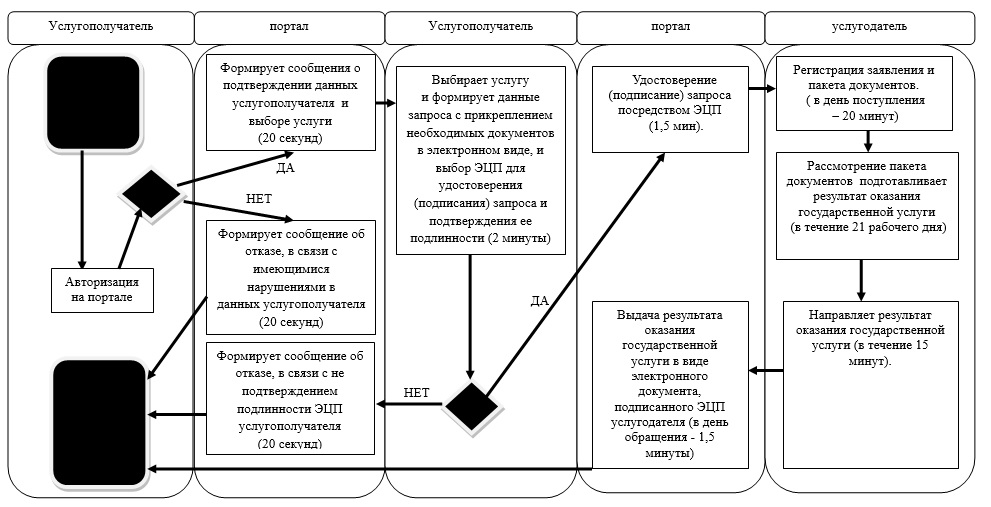 Услугополучатель
портал
Услугополучатель
портал
услугодатель
Авторизация
на портале
Формирует сообщения о
подтверждении данных
услугополучателя и
выборе услуги
(20 секунд)
ДА
НЕТ
Формирует сообщение об
отказе, в связи с
имеющимися
нарушениями в
данных услугополучателя
(20 секунд)
Формирует сообщение об
отказе, в связи с не
подтверждением
подлинности ЭЦП
услугополучателя
(20 секунд)
Выбирает услугу
и формирует данные
запроса с прикреплением
необходимых документов
в электронном виде, и
выбор ЭЦП для
удостоверения
(подписания) запроса и
подтверждения ее
подлинности (2 минуты)
НЕТ
ДА
Удостоверение
(подписание) запроса
посредством ЭЦП
(1,5 мин).
Выдача результата
оказания
государственной
услуги в виде
электронного
документа,
подписанного ЭЦП
услугодателя (в день
обращения - 1,5
минуты)
Регистрация заявления и
пакета документов.
( в день поступления
– 20 минут)
Рассмотрение пакета
документов подготавливает
результат оказания
государственной услуги
(в течение 21 рабочего дня)
Направляет результат
оказания государственной
услуги (в течение 15
минут).